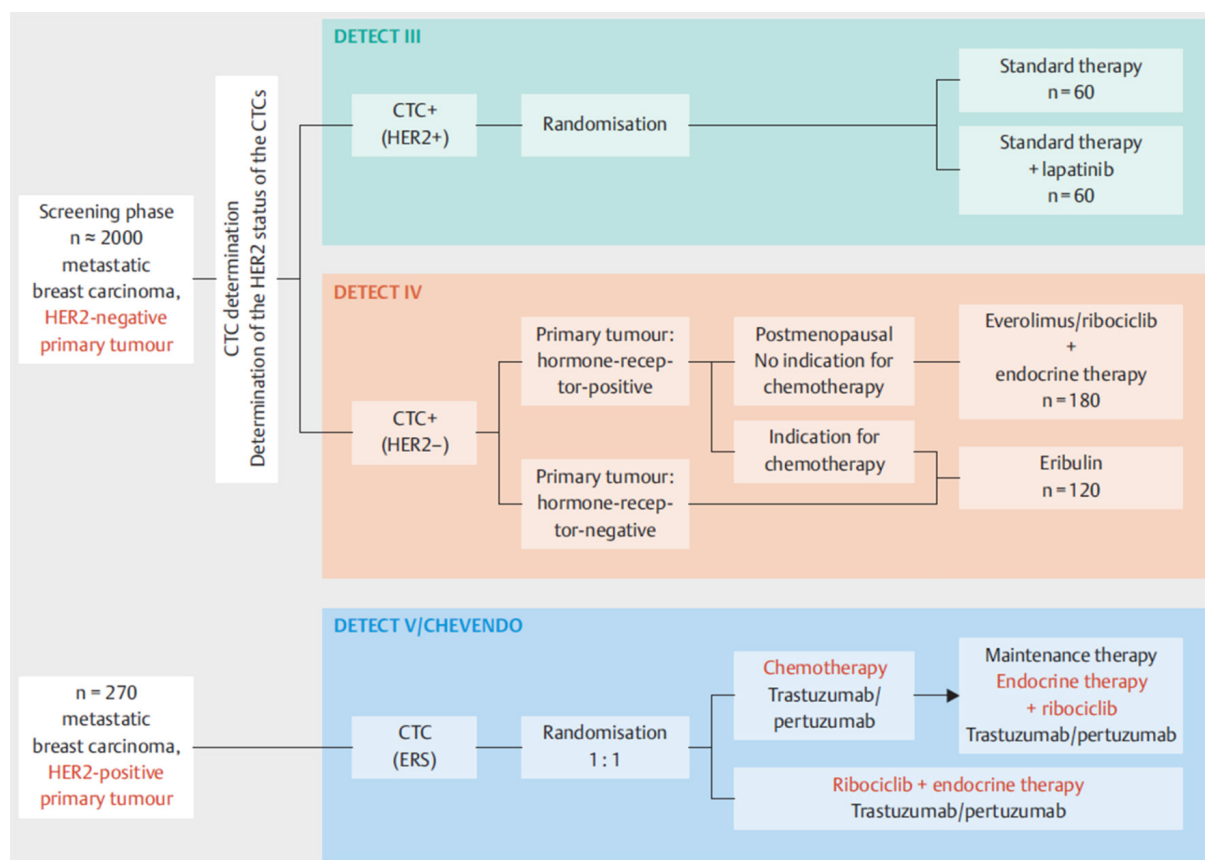 DETECT III
CTC+
(HER2+)
Randomisation
Standard therapy
n = 60
Standard therapy
+ lapatinib
n = 60
Screening phase
n ≈ 2000
metastatic
breast carcinoma,
HER2-negative
primary tumour
CTC determination
Determination of the HER2 status of the CTCs
DETECT IV
CTC+
(HER2–)
Primary tumour:
hormone-recep-
tor-positive
Postmenopausal
No indication for
chemotherapy
Everolimus/ribociclib
+
endocrine therapy
n = 180
Indication for
chemotherapy
Primary tumour:
hormone-recep-
tor-negative
Eribulin
n = 120
DETECT V/CHEVENDO
n = 270
metastatic
breast carcinoma,
HER2-positive
primary tumour
CTC
(ERS)
Randomisation
1 : 1
Chemotherapy
Trastuzumab/
pertuzumab
Maintenance therapy
Endocrine therapy
+ ribociclib
Trastuzumab/pertuzumab
Ribociclib + endocrine therapy
Trastuzumab/pertuzumab